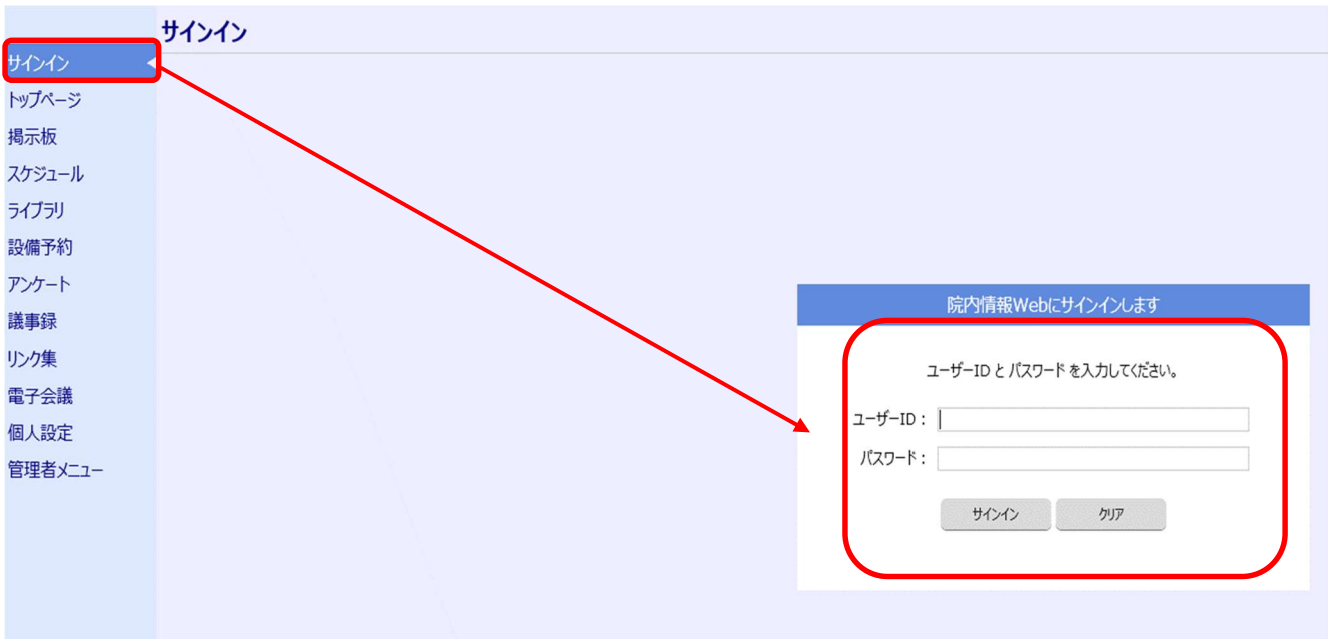 サインイン
サインイン
トップページ
掲示板
スケジュール
ライブラリ
設備予約
アンケート
議事録
リンク集
電子会議
個人設定
管理者メニュー
院内情報Webにサインインします
ユーザーID と パスワード を入力してください。
ユーザーID：
パスワード：
サインイン クリア